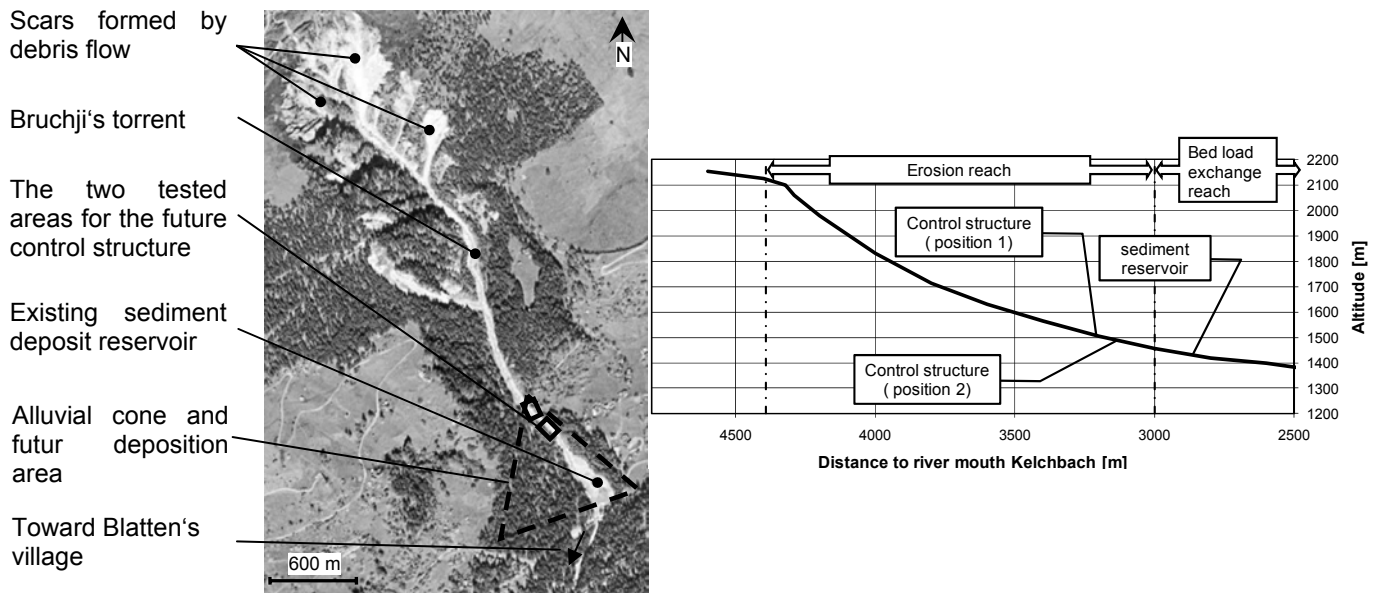 Scars formed by
debris flow
Bruchji‘s torrent
The two tested
areas for the future
control structure
Existing sediment
deposit reservoir
Alluvial cone and
futur deposition
area
Toward Blatten‘s
village
N
600 m
Erosion reach
Bed load
exchange
reach
Control structure
( position 1)
sediment
reservoir
Control structure
( position 2)
2200
2100
2000
1900
1800
1700
1600
1500
1400
1300
1200
Altitude [m]
4500 4000 3500 3000 2500
Distance to river mouth Kelchbach [m]